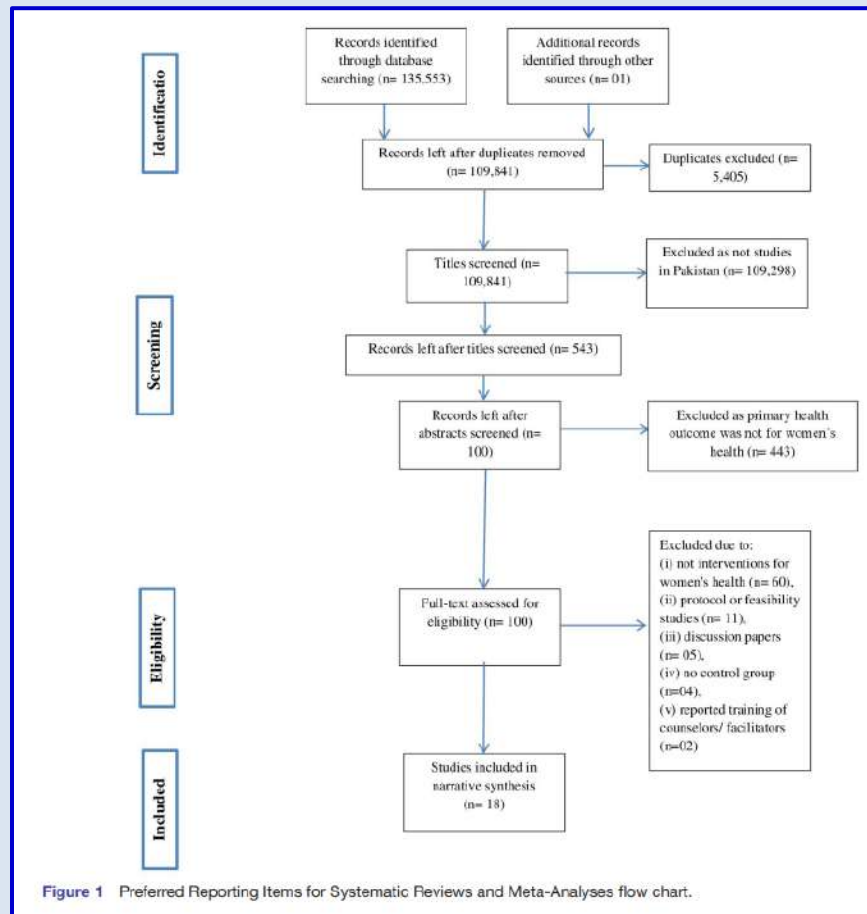 Identificatio
Records identified
through database
searching (n= 135,553)
Additional records
identified through other
sources (n= 01)
Records left after duplicates removed
(n= 109,841)
Duplicates excluded (n=
5,405)
Screening
Titles screened (n=
109,841)
Excluded as not studies
in Pakistan (n= 109,298)
Records left after titles screened (n= 543)
Records left after
abstracts screened (n=
100)
Excluded as primary health
outcome was not for women's
health (n= 443)
Eligibility
Full-text assessed for
eligibility (n= 100)
Excluded due to:
(i) not interventions for
women's health (n= 60),
(ii) protocol or feasibility
studies (n= 11),
(iii) discussion papers
(n= 05),
(iv) no control group
(n=04),
(v) reported training of
counselors/ facilitators
(n=02)
Included
Studies included in
narrative synthesis
(n= 18)
Figure 1 Preferred Reporting Items for Systematic Reviews and Meta-Analyses flow chart.